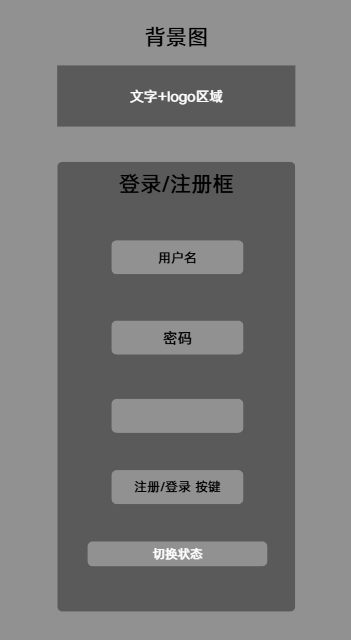 背景图
文字+logo区域
登录/注册框
用户名
密码
注册/登录 按键
切换状态